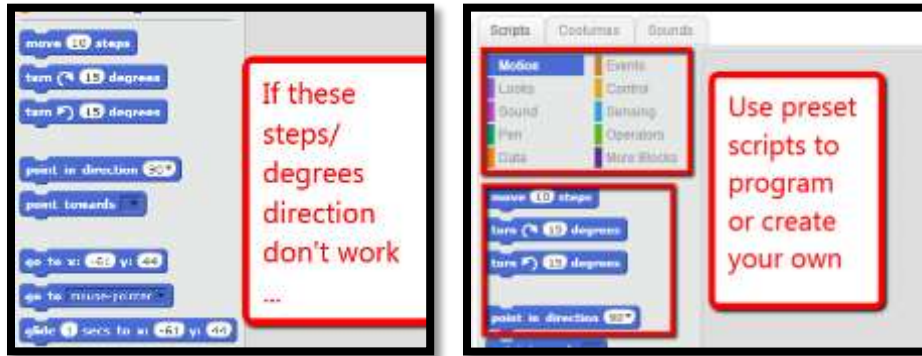 move 10 steps
turn 15 degrees
turn 15 degrees
point in direction 90
point towards
go to x: -61 y: 44
go to mouse-pointer
glide 1 secs to x: -61 y: 44
If these
steps/
degrees
direction
don't work
...
Scripts Costumes Sounds
Motion Events
Looks Control
Sound Sensing
Pen Operators
Data More Blocks
move 10 steps
turn 15 degrees
turn 15 degrees
point in direction 90
Use preset
scripts to
program
or create
your own